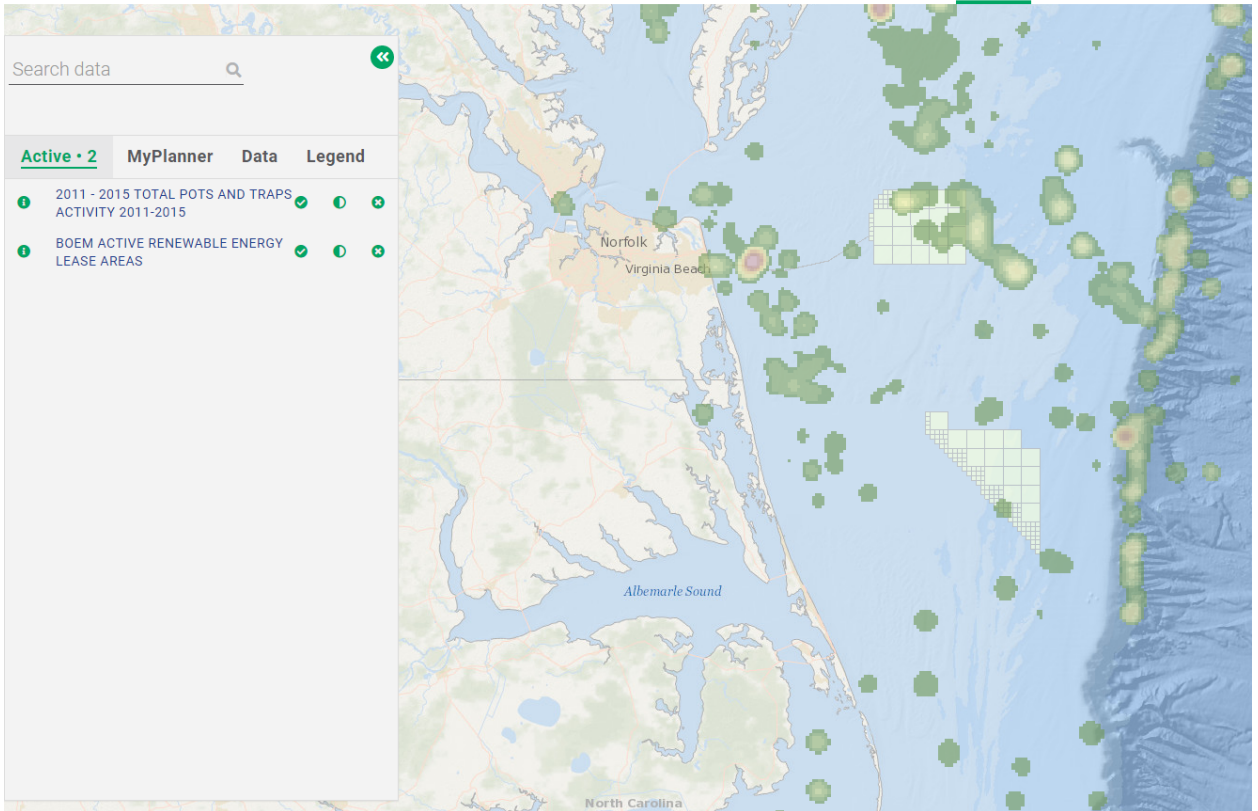 Search data
Active • 2 MyPlanner Data Legend
2011 - 2015 TOTAL POTS AND TRAPS
ACTIVITY 2011-2015
BOEM ACTIVE RENEWABLE ENERGY
LEASE AREAS
Norfolk
Virginia Beach
Albemarle Sound
North Carolina